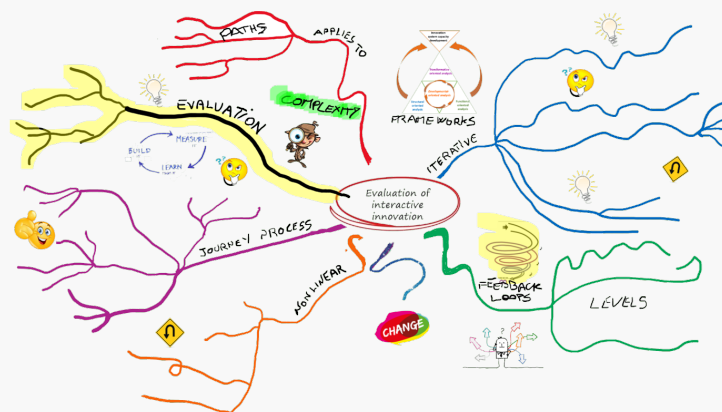 PATHS
APPLIES TO
COMPLEXITY
EVALUATION
MEASURE
BUILD
LEARN
FRAMEWORKS
ITERATIVE
Evaluation of
interactive
innovation
JOURNEY PROCESS
NON LINEAR
CHANGE
FEEDBACK
LOOPS
LEVELS